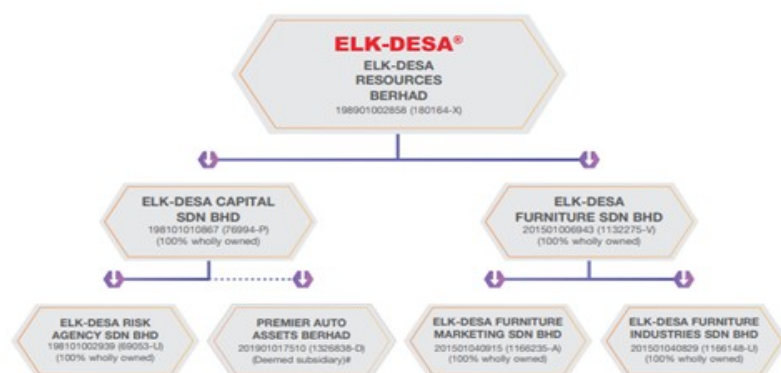 ELK-DESA®
ELK-DESA
RESOURCES
BERHAD
198901002858 (180164-X)
ELK-DESA CAPITAL
SDN BHD
198101010867 (76994-P)
(100% wholly owned)
ELK-DESA
FURNITURE SDN BHD
201501006943 (1132275-V)
(100% wholly owned)
ELK-DESA RISK
AGENCY SDN BHD
198101002939 (69053-U)
(100% wholly owned)
PREMIER AUTO
ASSETS BERHAD
201901017510 (1326838-D)
(Deemed subsidiary)#
ELK-DESA FURNITURE
MARKETING SDN BHD
201501040915 (1166235-A)
(100% wholly owned)
ELK-DESA FURNITURE
INDUSTRIES SDN BHD
201501040829 (1166148-U)
(100% wholly owned)